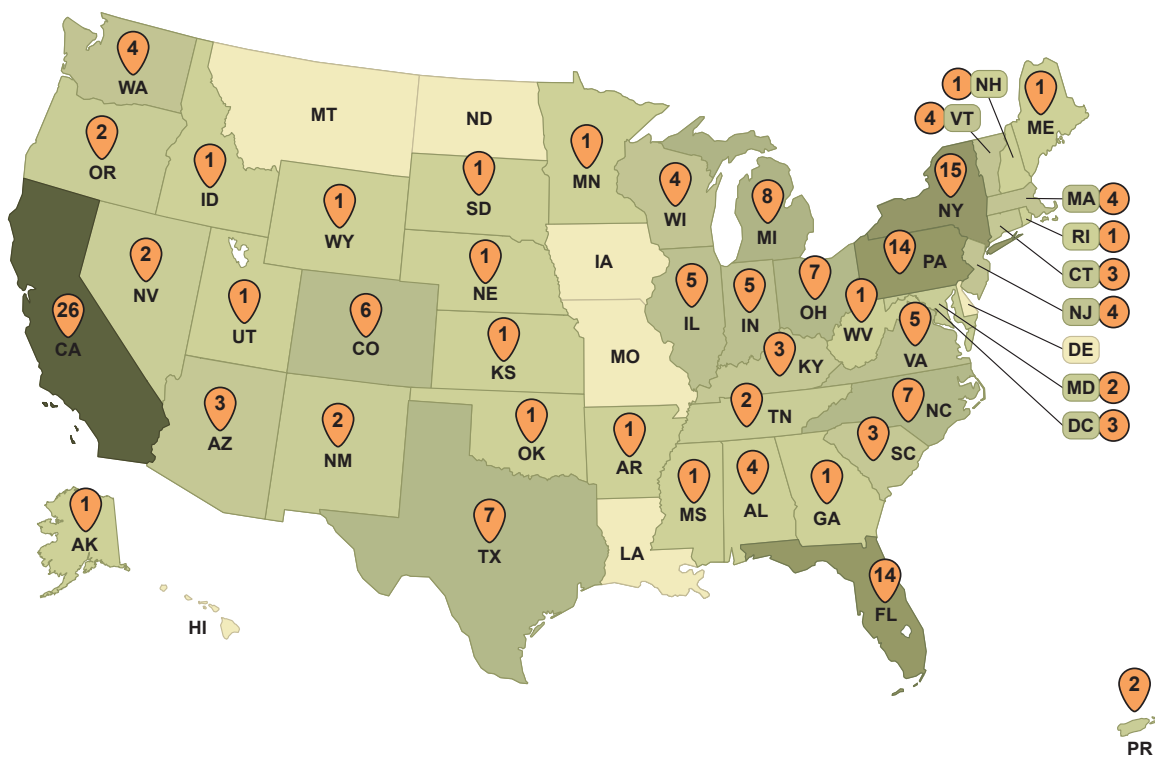 4
WA
2
OR
1
ID
MT
ND
1
MN
1
SD
1
WY
4
WI
8
MI
1 NH
4 VT
1
ME
15
NY
MA 4
RI 1
CT 3
NJ 4
DE
MD 2
DC 3
14 PA
26
CA
2
NV
1
UT
6
CO
1
NE
IA
5
IL
5
IN
7
OH
1
WV
5
VA
1
KS
MO
3 KY
3
AZ
2
NM
1
OK
1
AR
2 TN
7 NC
3
SC
1
MS
4
AL
1
GA
7
TX
LA
14
FL
1
AK
HI
2
PR